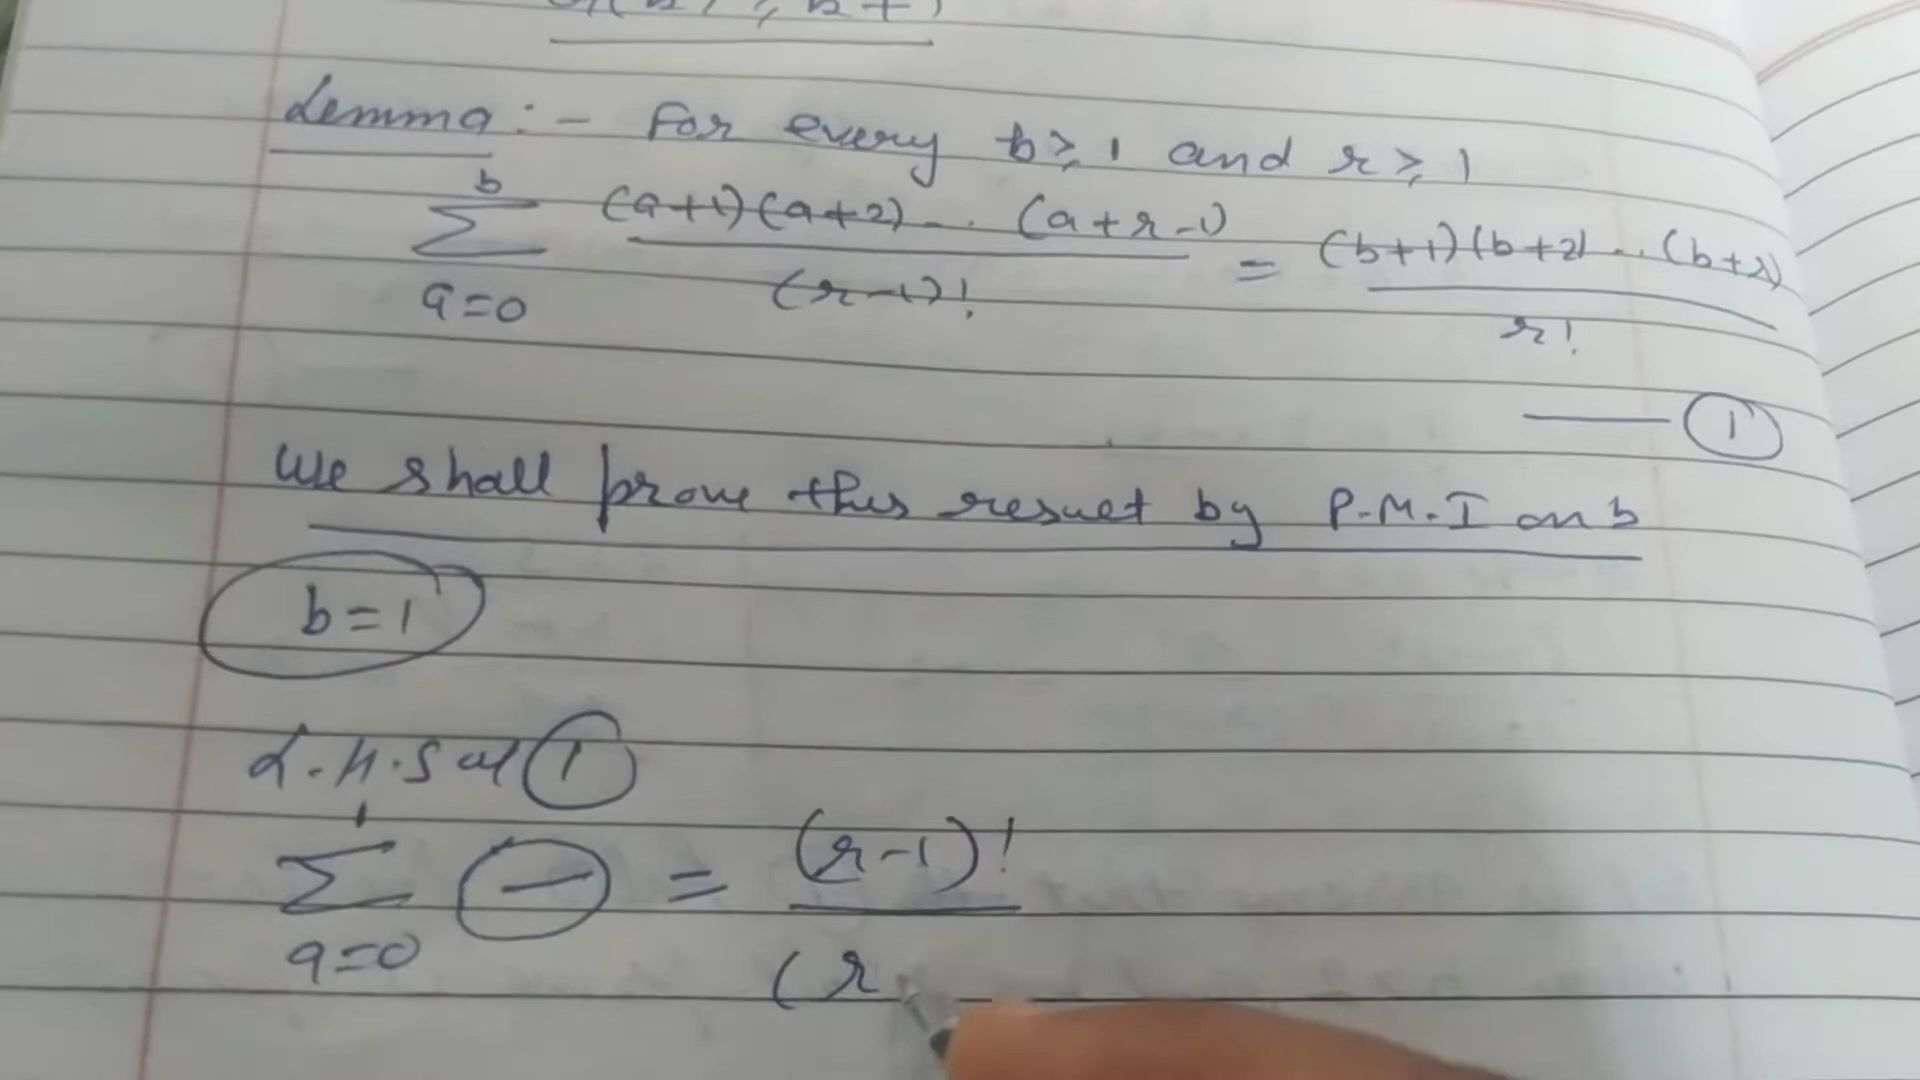 Lemma :- For every b ≥ 1 and r ≥ 1
b
∑ (a+1)(a+2)... (a+r-1) / (r-1)! = (b+1)(b+2)...(b+r) / r!
a=0
① 
We shall prove this result by P.M.I on b
b=1
L.H.S of ①
1
∑ — = (r-1)! / (r
a=0